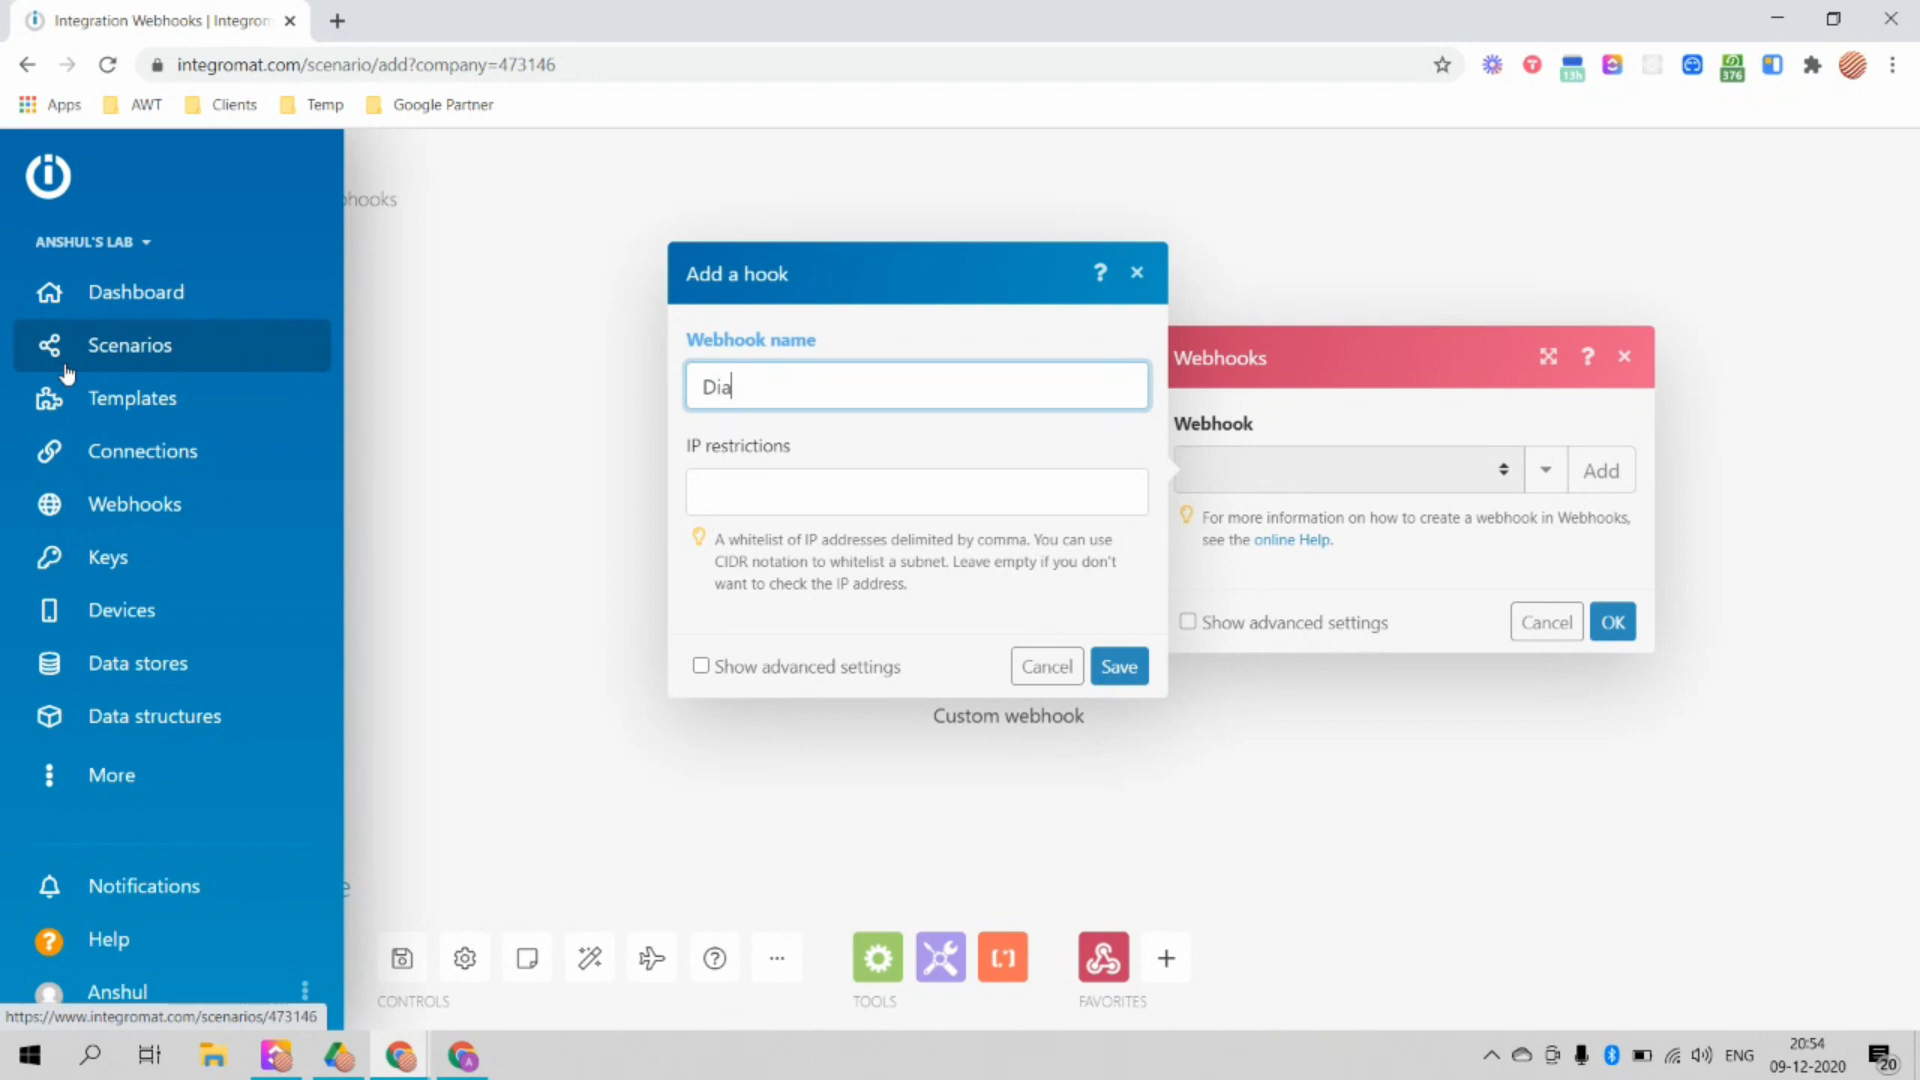 Integration Webhooks | Integrom
integromat.com/scenario/add?company=473146
13h
376
Apps
AWT
Clients
Temp
Google Partner
ANSHUL'S LAB
Dashboard
Scenarios
Templates
Connections
Webhooks
Keys
Devices
Data stores
Data structures
More
Notifications
Help
Anshul
https://www.integromat.com/scenarios/473146
hooks
Add a hook
Webhook name
Dia
IP restrictions
A whitelist of IP addresses delimited by comma. You can use
CIDR notation to whitelist a subnet. Leave empty if you don't
want to check the IP address.
Show advanced settings
Cancel
Save
Webhooks
Webhook
Add
For more information on how to create a webhook in Webhooks,
see the online Help.
Show advanced settings
Cancel
OK
Custom webhook
e
CONTROLS
TOOLS
FAVORITES
ENG
20:54
09-12-2020
20